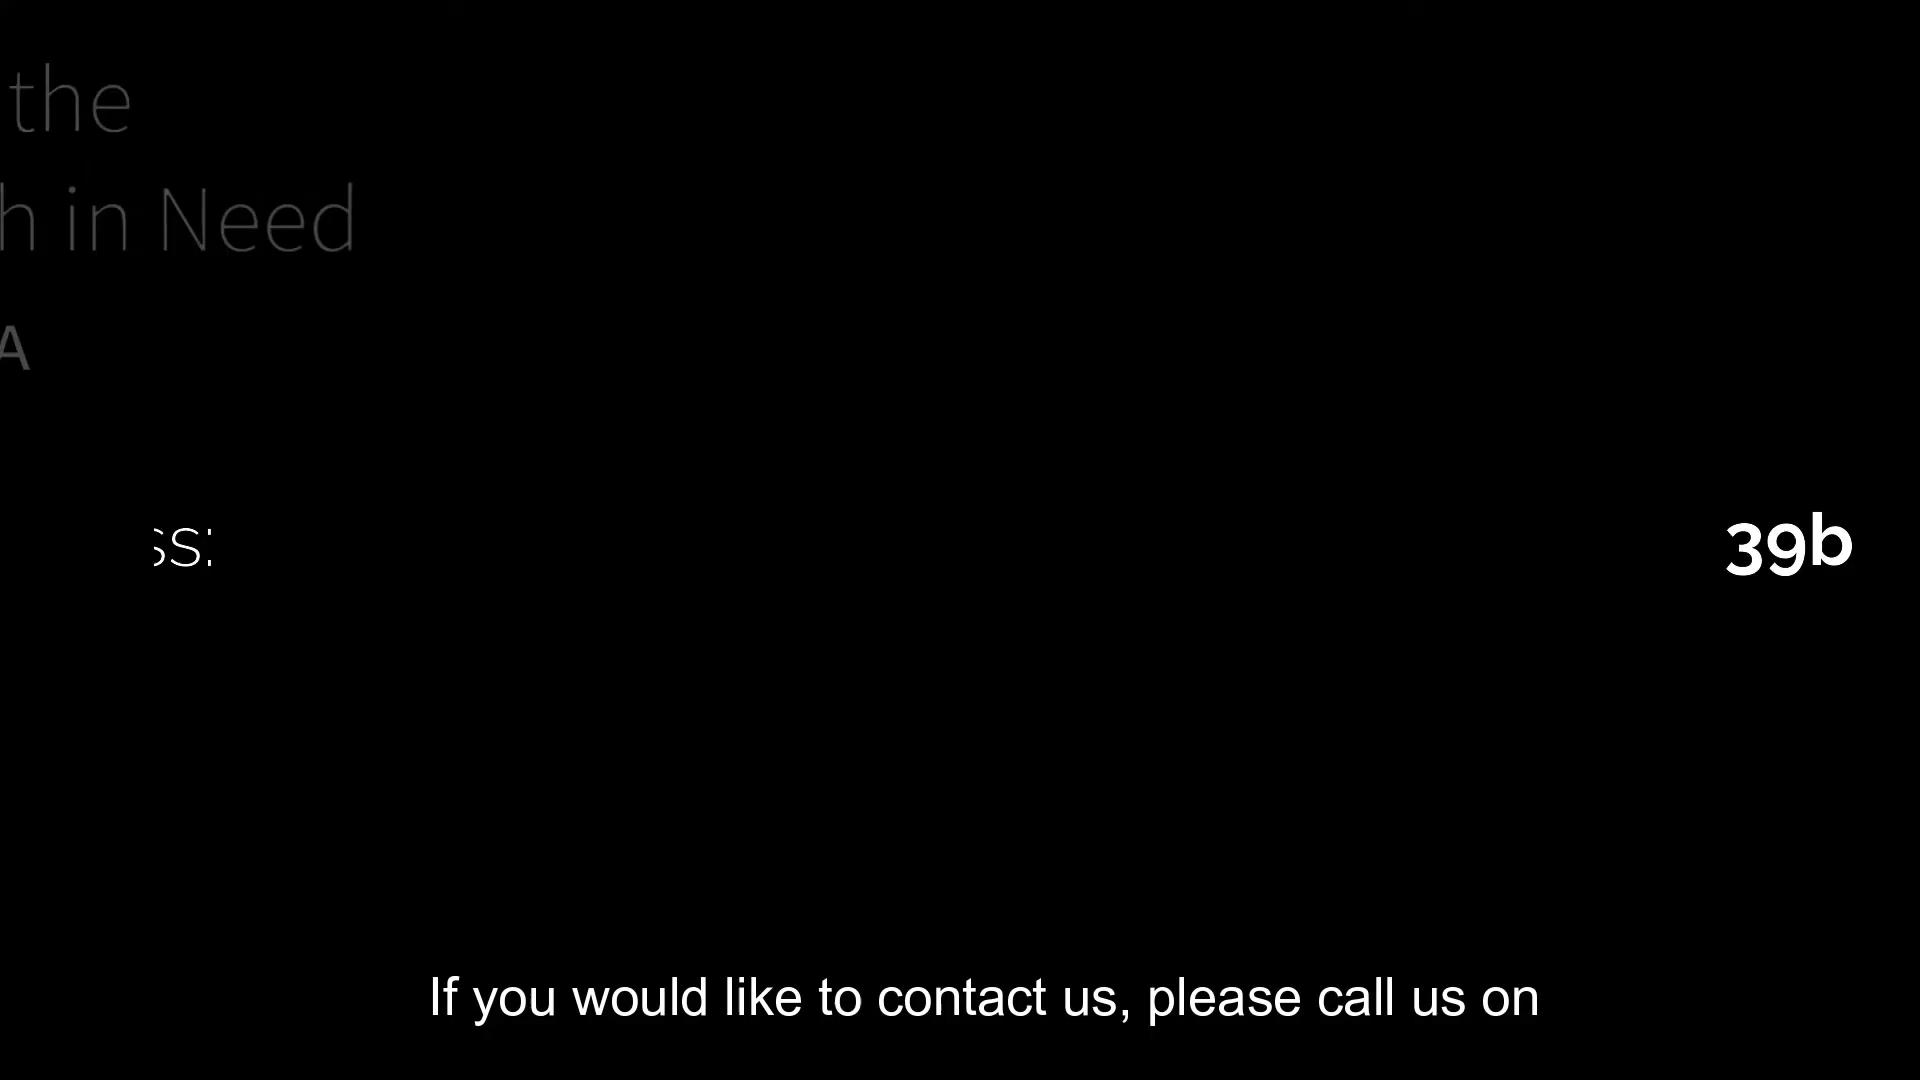 the
h in Need
A
ss:
39b
If you would like to contact us, please call us on